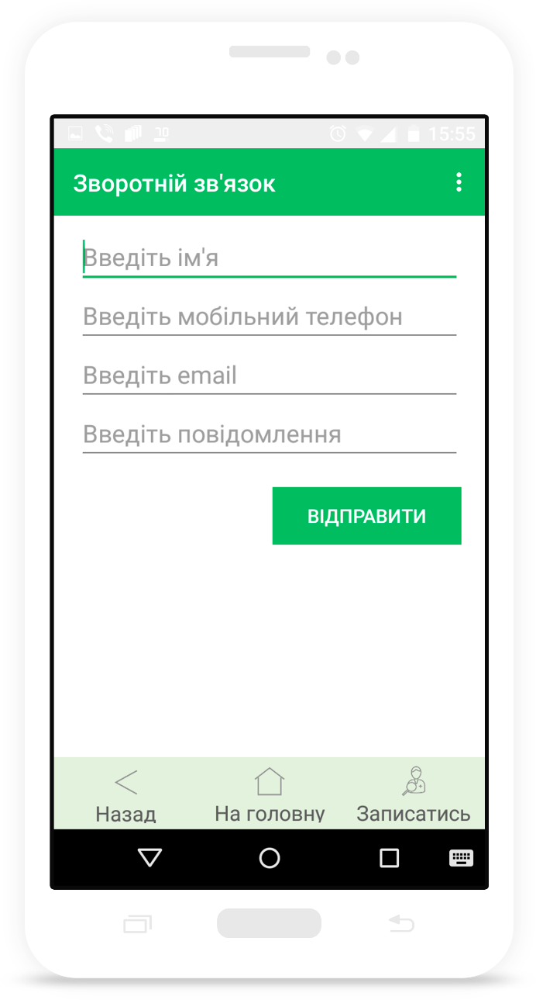 15:55
Зворотній зв'язок
Введіть ім'я
Введіть мобільний телефон
Введіть email
Введіть повідомлення
ВІДПРАВИТИ
Назад На головну Записатись